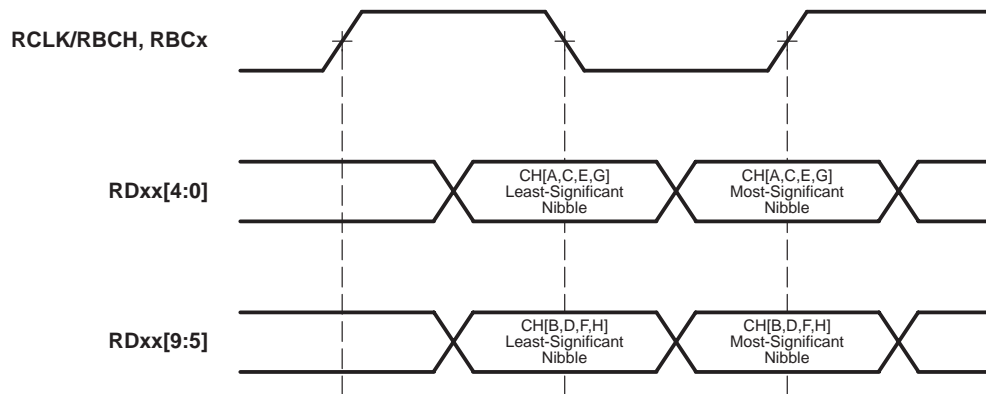 RCLK/RBCH, RBCx
RDxx[4:0]
CH[A,C,E,G]
Least-Significant
Nibble
CH[A,C,E,G]
Most-Significant
Nibble
RDxx[9:5]
CH[B,D,F,H]
Least-Significant
Nibble
CH[B,D,F,H]
Most-Significant
Nibble